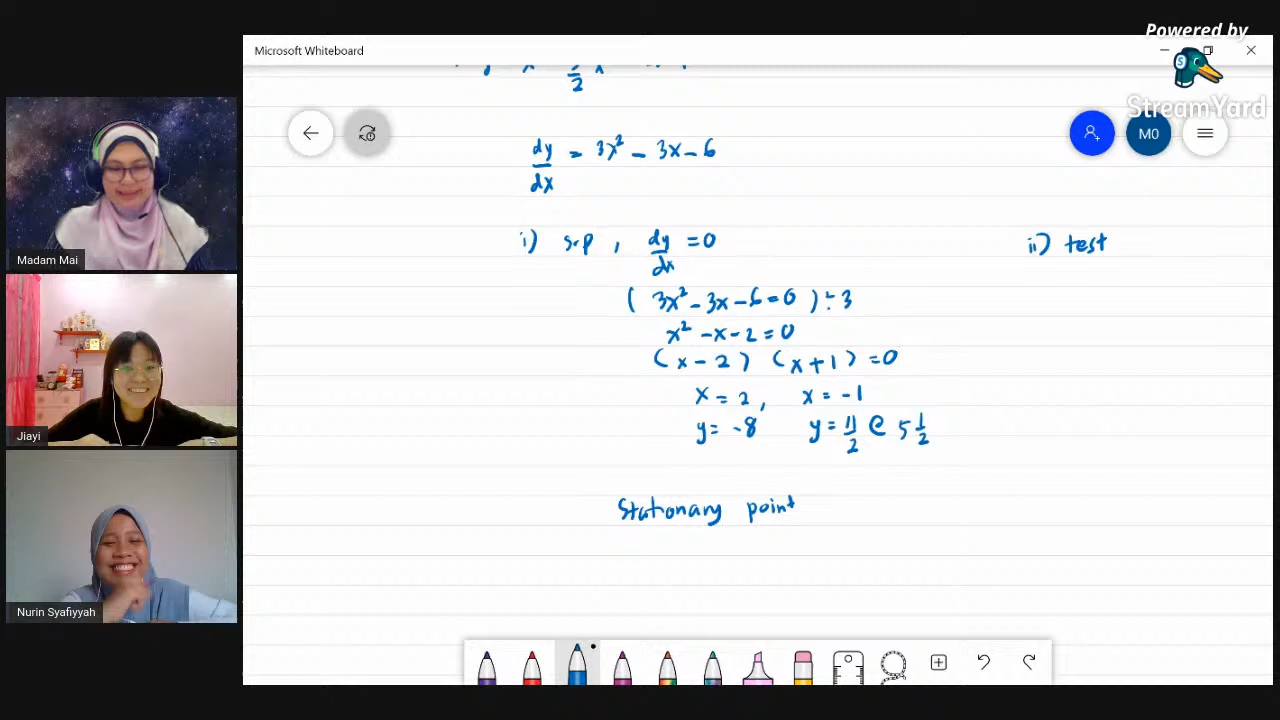 Powered by
StreamYard
Microsoft Whiteboard
M0
dy/dx = 3x² - 3x - 6
i) s.p , dy/dx = 0
ii) test
( 3x² - 3x - 6 = 0 ) ÷ 3
x² - x - 2 = 0
(x - 2) (x + 1) = 0
x = 2, x = -1
y = -8 y = 11/2 @ 5 1/2
Stationary point
Madam Mai
Jiayi
Nurin Syafiyyah